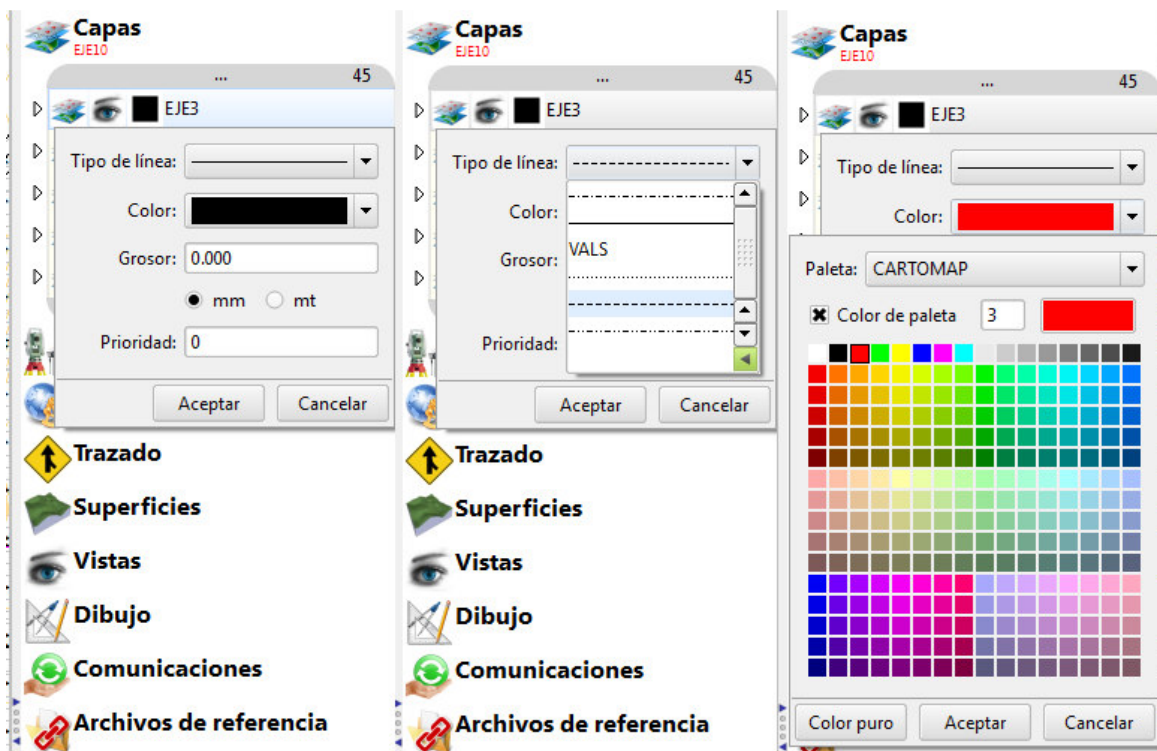 Capas
EJE10
... 45
EJE3
Tipo de línea:
Color:
Grosor: 0.000
mm mt
Prioridad: 0
Aceptar Cancelar
Trazado
Superficies
Vistas
Dibujo
Comunicaciones
Archivos de referencia
Capas
EJE10
... 45
EJE3
Tipo de línea:
Color:
VALS
Grosor:
Prioridad:
Aceptar Cancelar
Trazado
Superficies
Vistas
Dibujo
Comunicaciones
Archivos de referencia
Capas
EJE10
... 45
EJE3
Tipo de línea:
Color:
Paleta: CARTOMAP
Color de paleta 3
Color puro Aceptar Cancelar